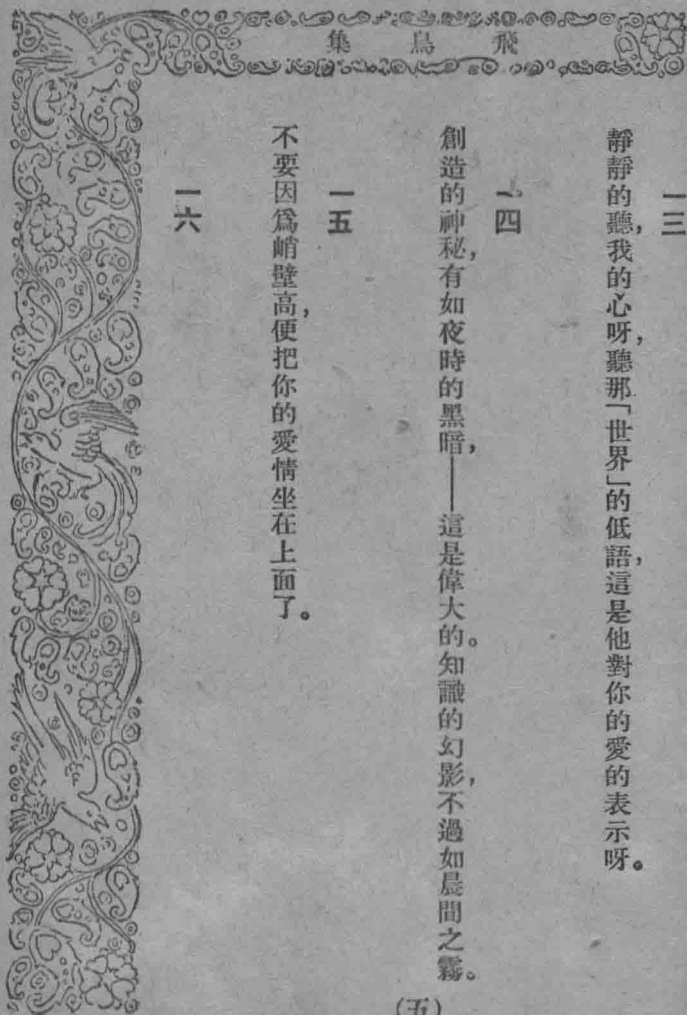 飛鳥集
一三
靜靜的聽，我的心呀，聽那「世界」的低語，這是他對你的愛的表示呀。
一四
創造的神秘，有如夜時的黑暗，——這是偉大的。知識的幻影，不過如晨間之霧。
一五
不要因爲峭壁高，便把你的愛情坐在上面了。
一六
(五)